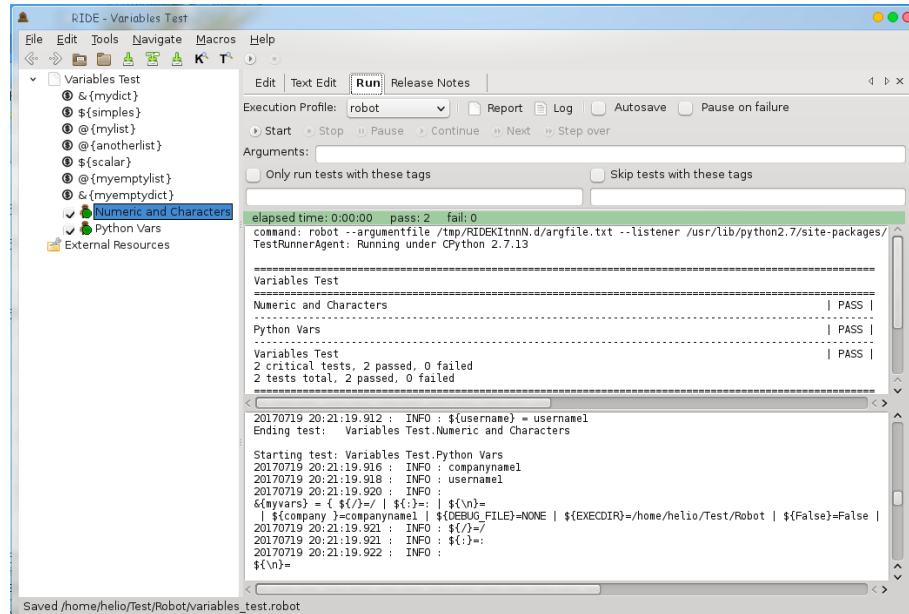 RIDE - Variables Test
File Edit Tools Navigate Macros Help
Variables Test
&{mydict}
${simples}
@{mylist}
@{anotherlist}
${scalar}
@{myemptylist}
&{myemptydict}
Numeric and Characters
Python Vars
External Resources
Edit Text Edit Run Release Notes
Execution Profile: robot Report Log Autosave Pause on failure
Start Stop Pause Continue Next Step over
Arguments:
Only run tests with these tags Skip tests with these tags
elapsed time: 0:00:00 pass: 2 fail: 0
command: robot --argumentfile /tmp/RIDEKItnnN.d/argfile.txt --listener /usr/lib/python2.7/site-packages/
TestRunnerAgent: Running under CPython 2.7.13
==============================================================================
Variables Test
==============================================================================
Numeric and Characters | PASS |
------------------------------------------------------------------------------
Python Vars | PASS |
------------------------------------------------------------------------------
Variables Test | PASS |
2 critical tests, 2 passed, 0 failed
2 tests total, 2 passed, 0 failed
==============================================================================
20170719 20:21:19.912 : INFO : ${username} = username1
Ending test: Variables Test.Numeric and Characters
Starting test: Variables Test.Python Vars
20170719 20:21:19.916 : INFO : companyname1
20170719 20:21:19.918 : INFO : username1
20170719 20:21:19.920 : INFO :
&{myvars} = { ${/}=/ | ${:}=: | ${\n}=
| ${company }=companyname1 | ${DEBUG_FILE}=NONE | ${EXECDIR}=/home/helio/Test/Robot | ${False}=False |
20170719 20:21:19.921 : INFO : ${/}=/
20170719 20:21:19.921 : INFO : ${:}=:
20170719 20:21:19.922 : INFO :
${\n}=
Saved /home/helio/Test/Robot/variables_test.robot